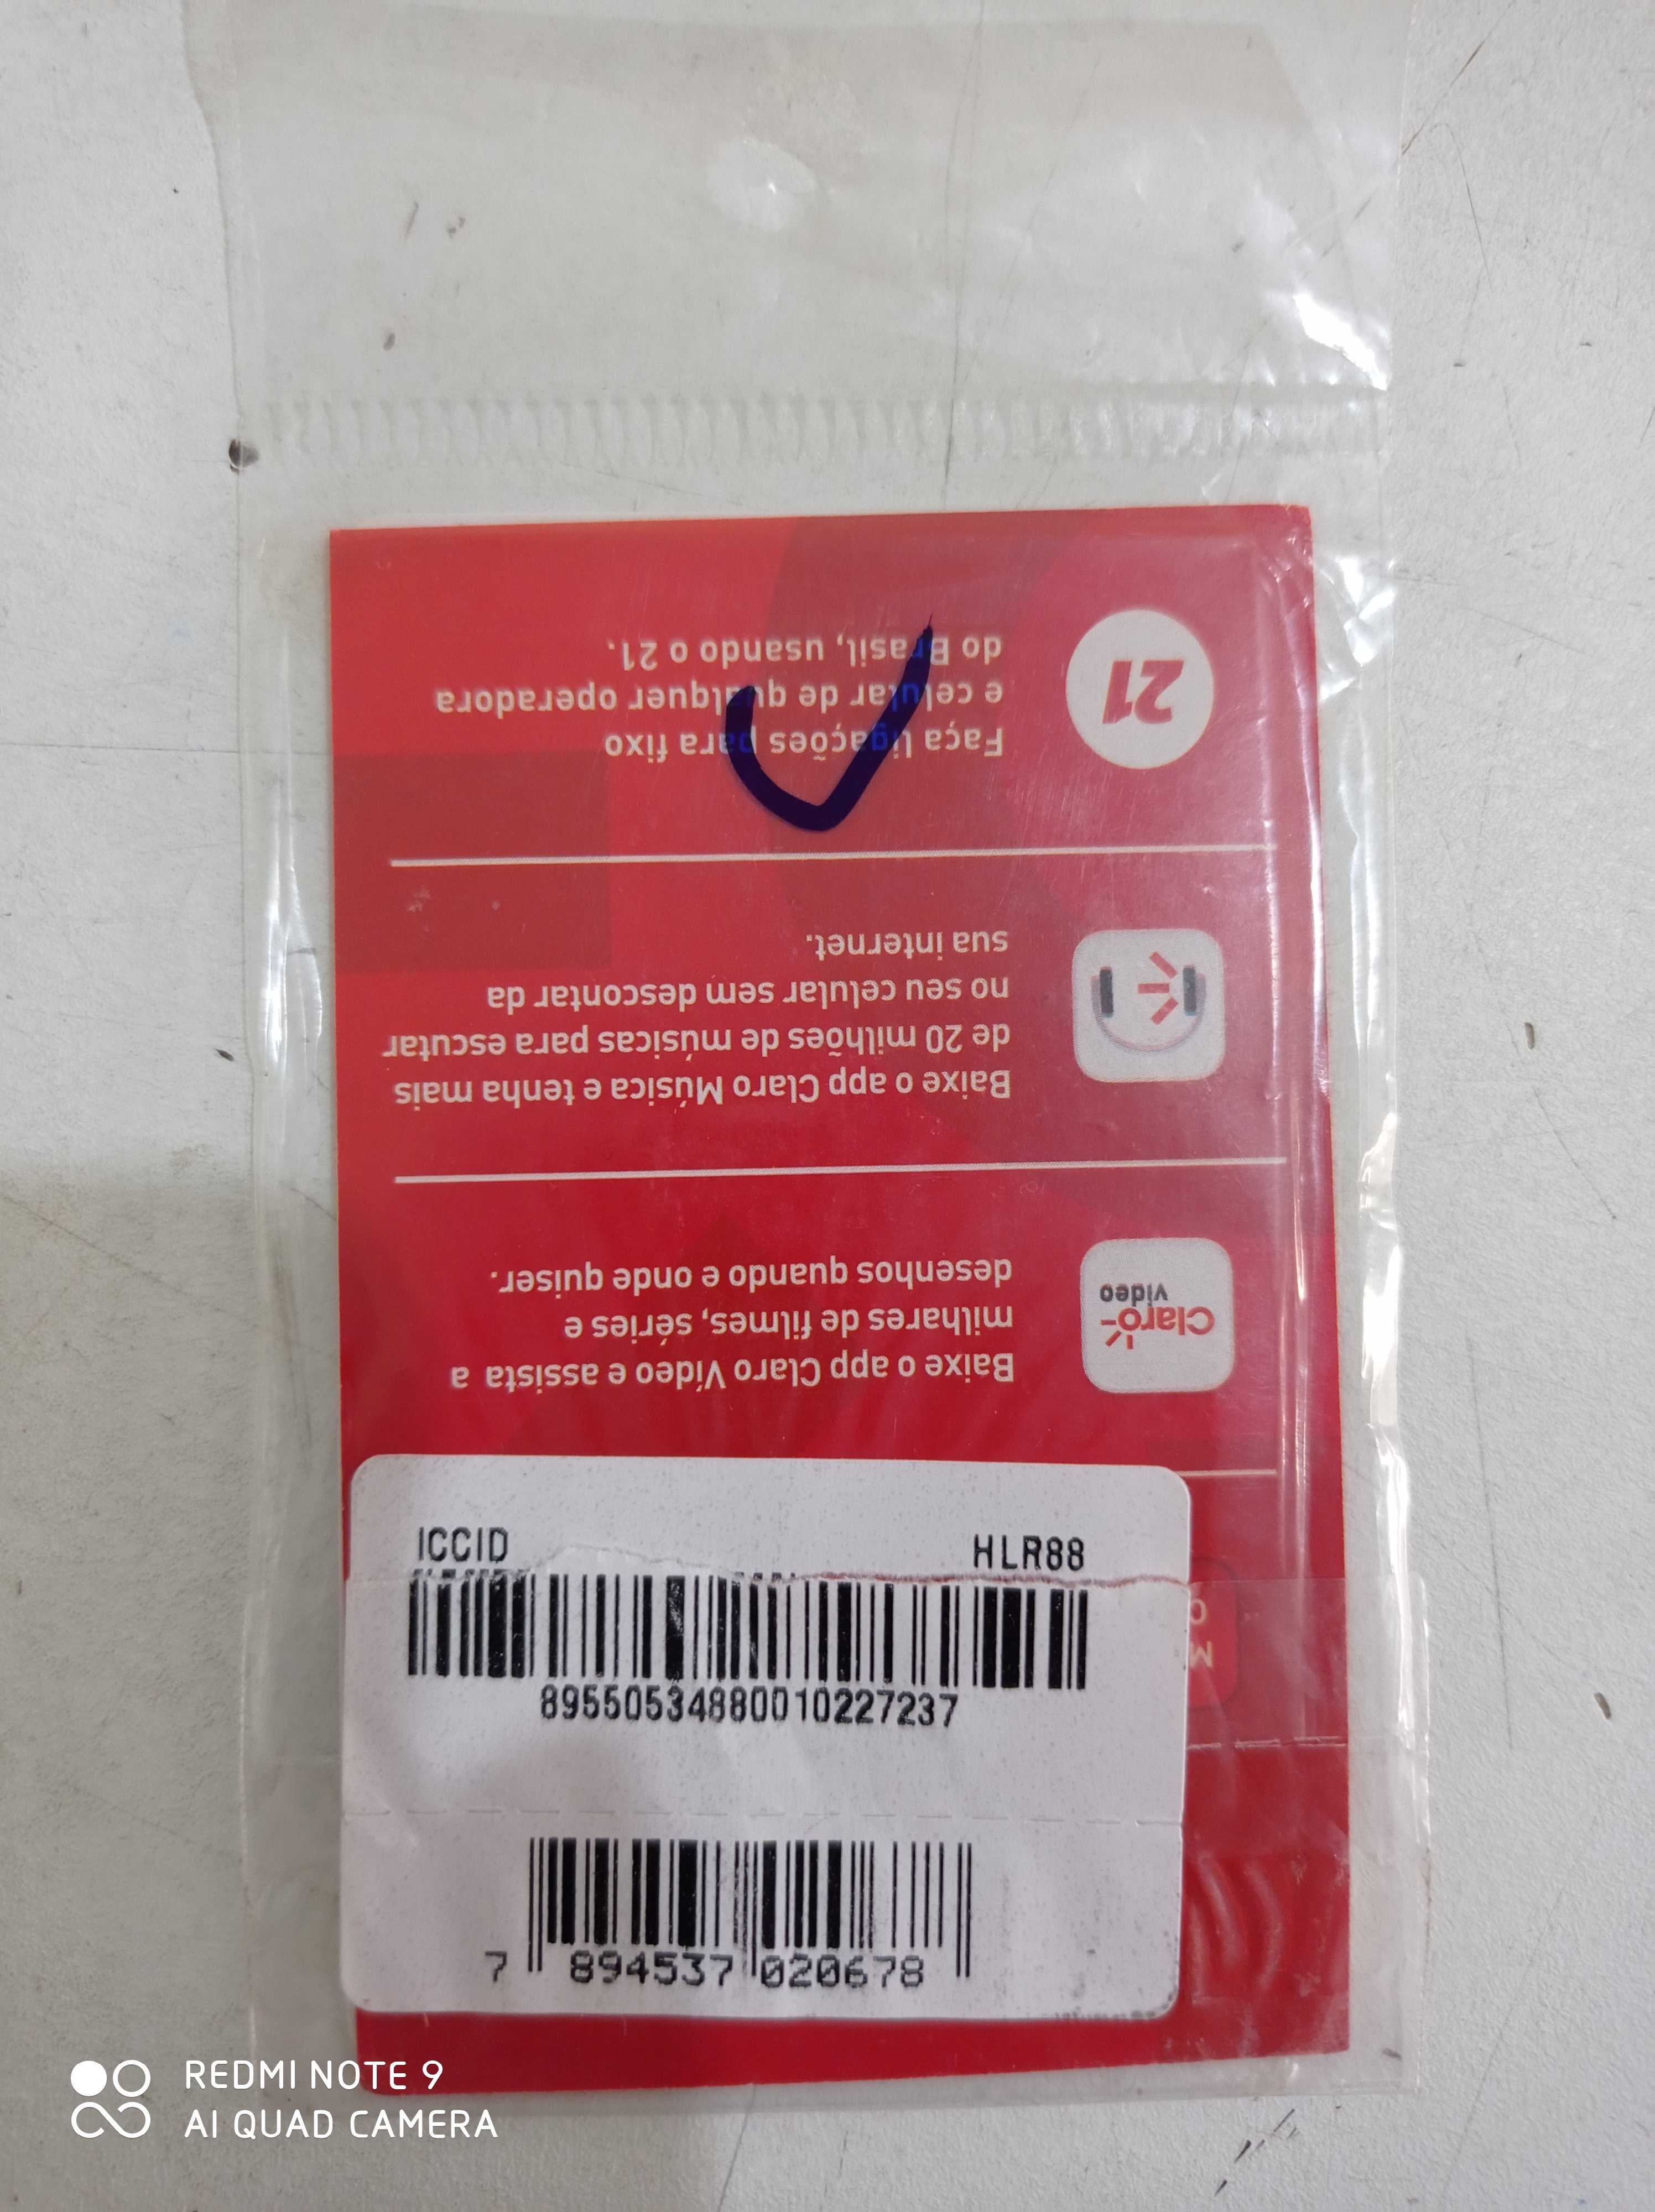 21
Faça ligações para fixo
e celular de qualquer operadora
do Brasil, usando o 21.
Baixe o app Claro Música e tenha mais
de 20 milhões de músicas para escutar
no seu celular sem descontar da
sua internet.
Claro-
video
Baixe o app Claro Vídeo e assista a
milhares de filmes, séries e
desenhos quando e onde quiser.
ICCID HLR88
89550534880010227237
7 894537 020678
REDMI NOTE 9
AI QUAD CAMERA